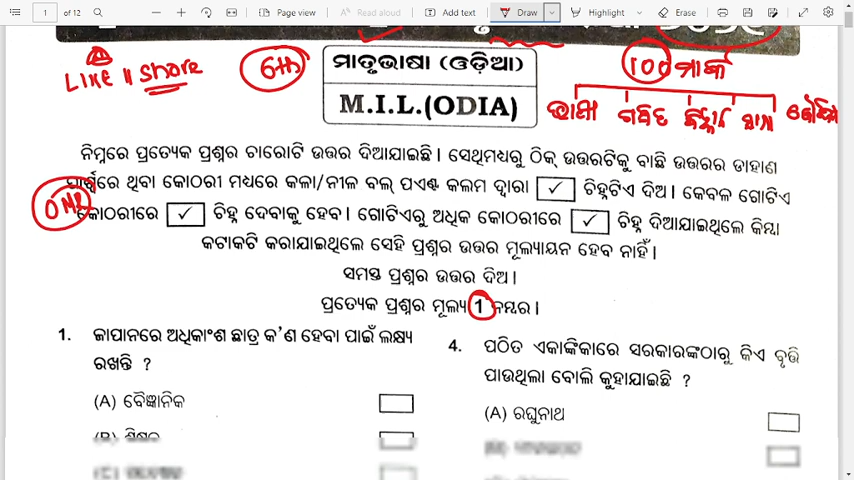 1 of 12
Page view
Read aloud
Add text
Draw
Highlight
Erase
Like || Share
6th
ମାତୃଭାଷା (ଓଡ଼ିଆ)
M.I.L.(ODIA)
100 ମାର୍କ
ଭାଷା ଗଣିତ
ନିମ୍ନରେ ପ୍ରତ୍ୟେକ ପ୍ରଶ୍ନର ଚାରୋଟି ଉତ୍ତର ଦିଆଯାଇଛି। ସେଥିମଧ୍ୟରୁ ଠିକ୍ ଉତ୍ତରଟିକୁ ବାଛି ଉତ୍ତରର ଡାହାଣ
ପାର୍ଶ୍ୱରେ ଥିବା କୋଠରୀ ମଧ୍ୟରେ କଳା/ନୀଳ ବଲ୍ ପଏଣ୍ଟ କଲମ ଦ୍ୱାରା ✓ ଚିହ୍ନଟିଏ ଦିଅ। କେବଳ ଗୋଟିଏ
OMR
କୋଠରୀରେ ✓ ଚିହ୍ନ ଦେବାକୁ ହେବ। ଗୋଟିଏରୁ ଅଧିକ କୋଠରୀରେ ✓ ଚିହ୍ନ ଦିଆଯାଇଥିଲେ କିମ୍ବା
କଟାକଟି କରାଯାଇଥିଲେ ସେହି ପ୍ରଶ୍ନର ଉତ୍ତର ମୂଲ୍ୟାୟନ ହେବ ନାହିଁ।
ସମସ୍ତ ପ୍ରଶ୍ନର ଉତ୍ତର ଦିଅ।
ପ୍ରତ୍ୟେକ ପ୍ରଶ୍ନର ମୂଲ୍ୟ 1 ନମ୍ବର।
1. ଜାପାନରେ ଅଧିକାଂଶ ଛାତ୍ର କ'ଣ ହେବା ପାଇଁ ଲକ୍ଷ୍ୟ
ରଖନ୍ତି ?
(A) ବୈଜ୍ଞାନିକ
(B) ଶିକ୍ଷକ
4. ପଠିତ ଏକାଙ୍କିକାରେ ସରକାରଙ୍କଠାରୁ କିଏ ବୃତ୍ତି
ପାଉଥିଲା ବୋଲି କୁହାଯାଇଛି ?
(A) ରଘୁନାଥ